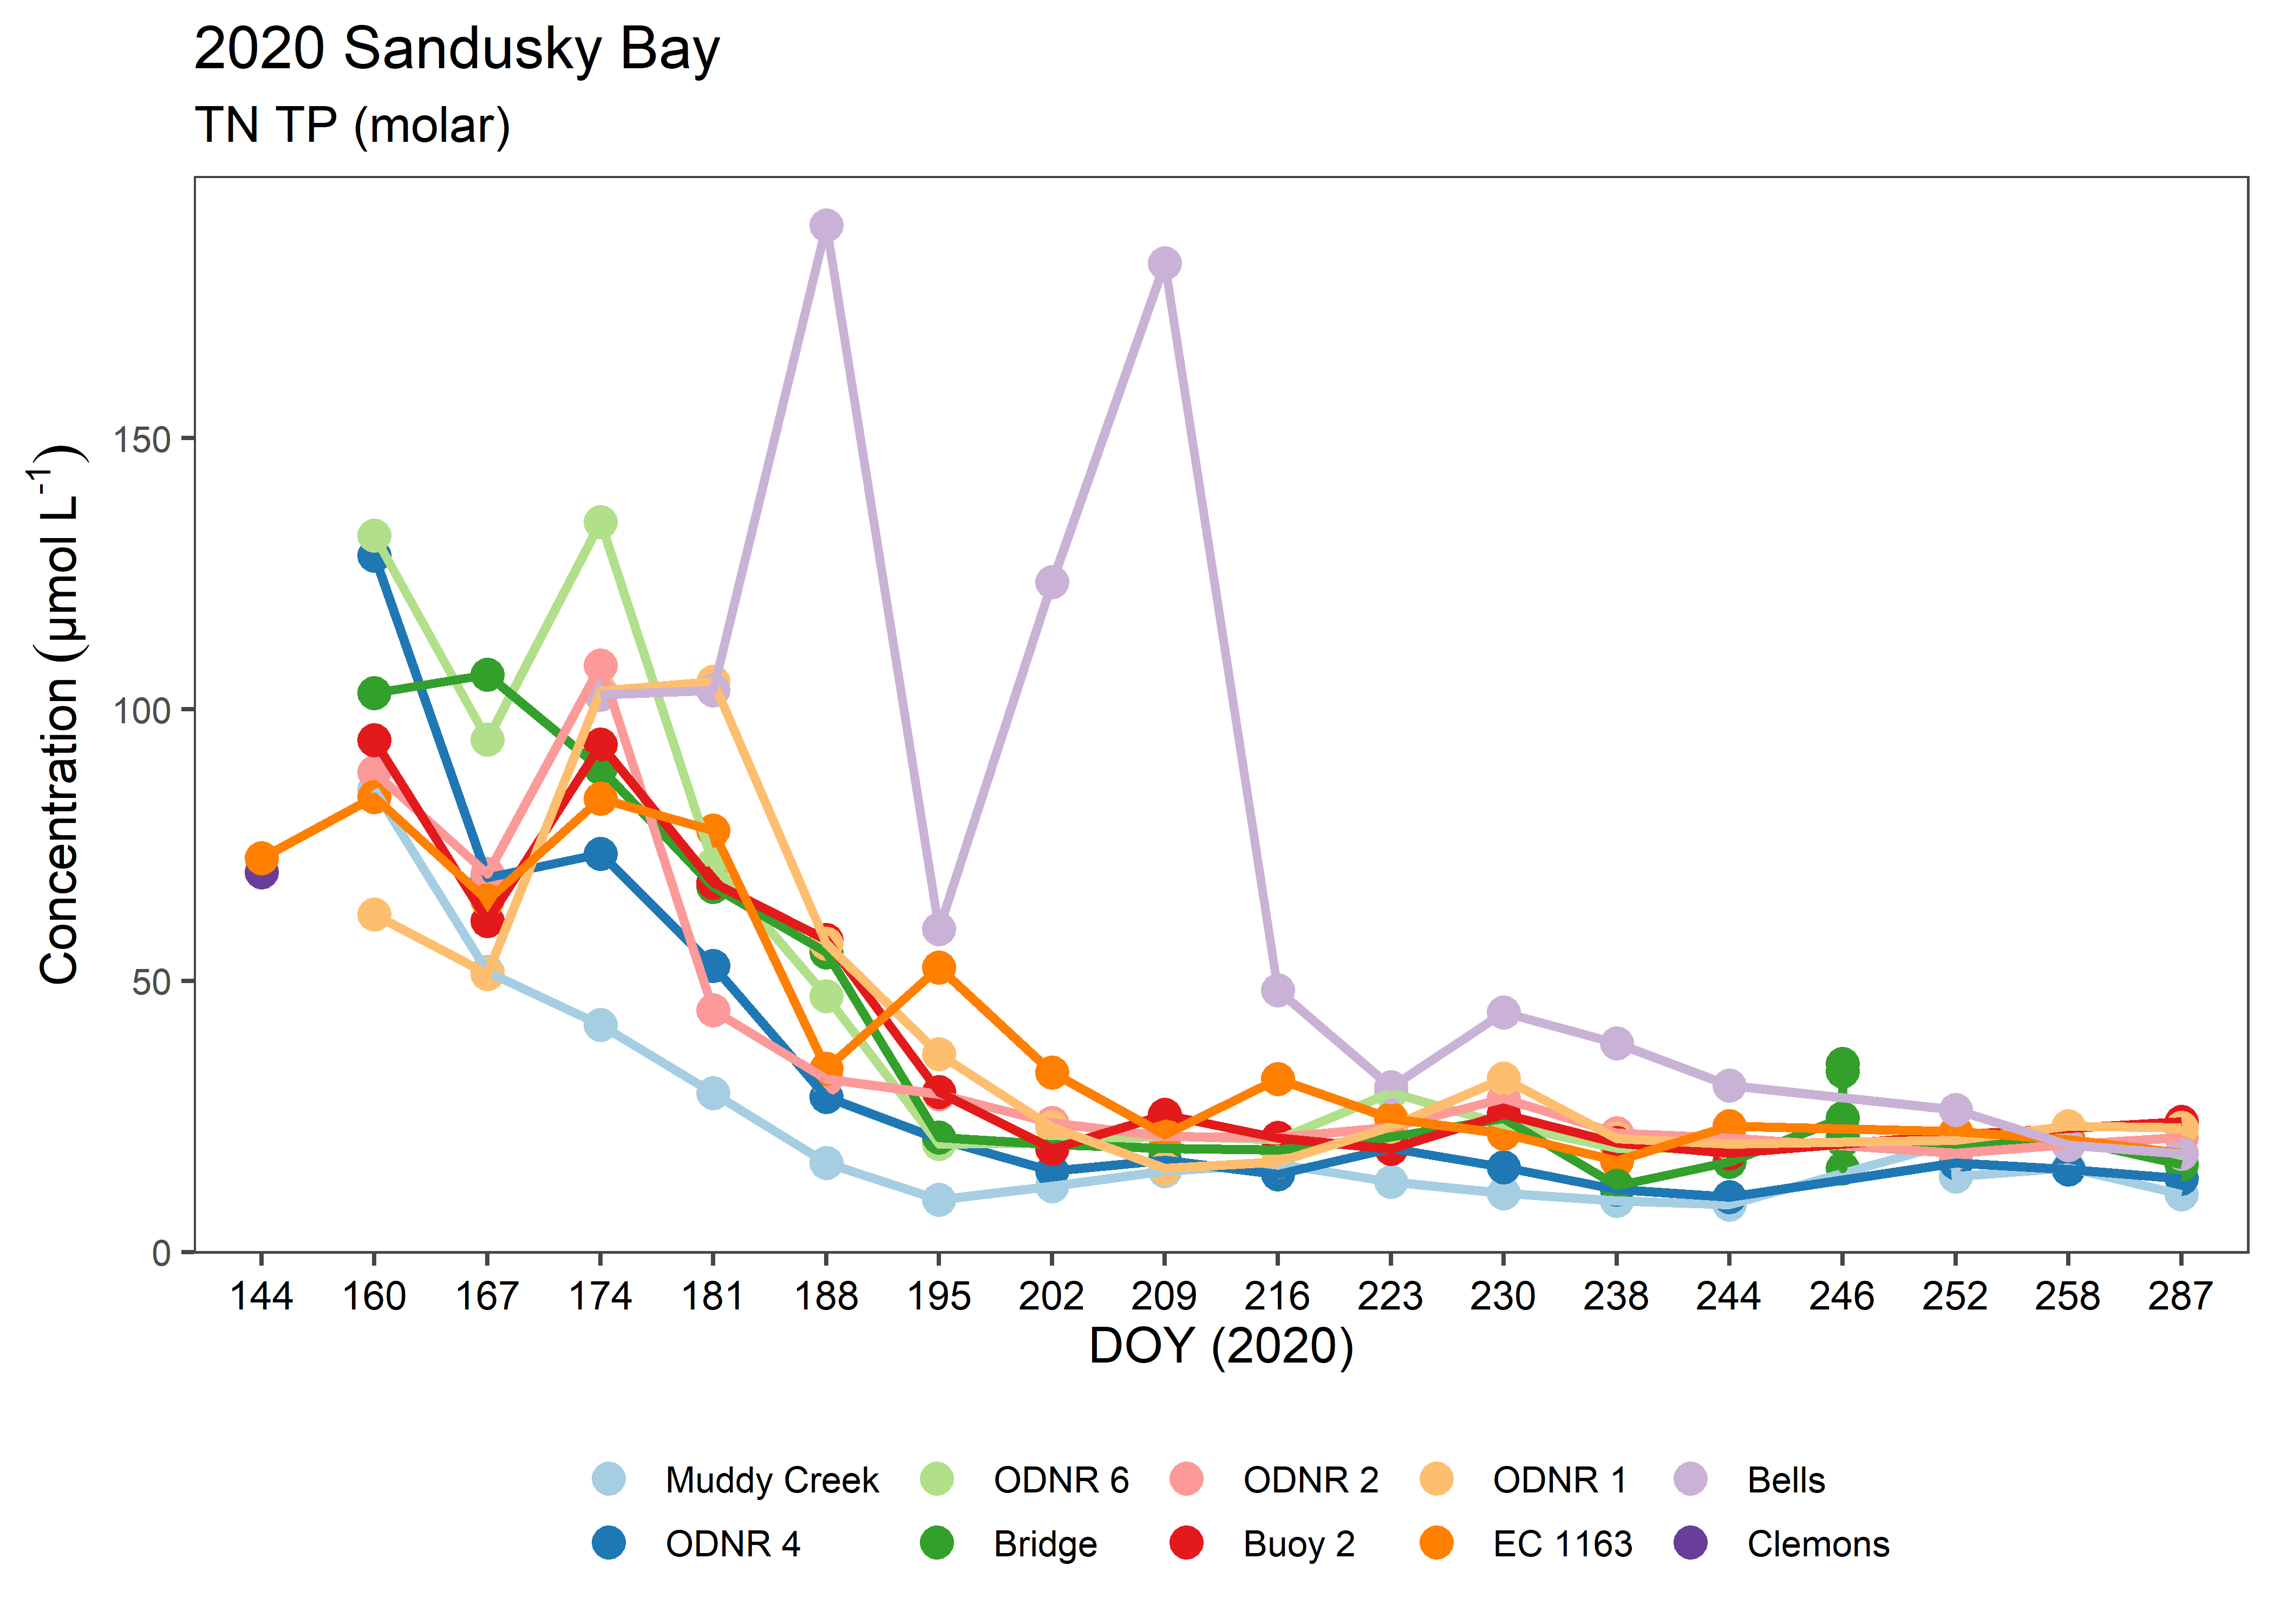 2020 Sandusky Bay
TN TP (molar)
Concentration (µmol L⁻¹)
150
100
50
0
144 160 167 174 181 188 195 202 209 216 223 230 238 244 246 252 258 287
DOY (2020)
Muddy Creek ODNR 6 ODNR 2 ODNR 1 Bells
ODNR 4 Bridge Buoy 2 EC 1163 Clemons